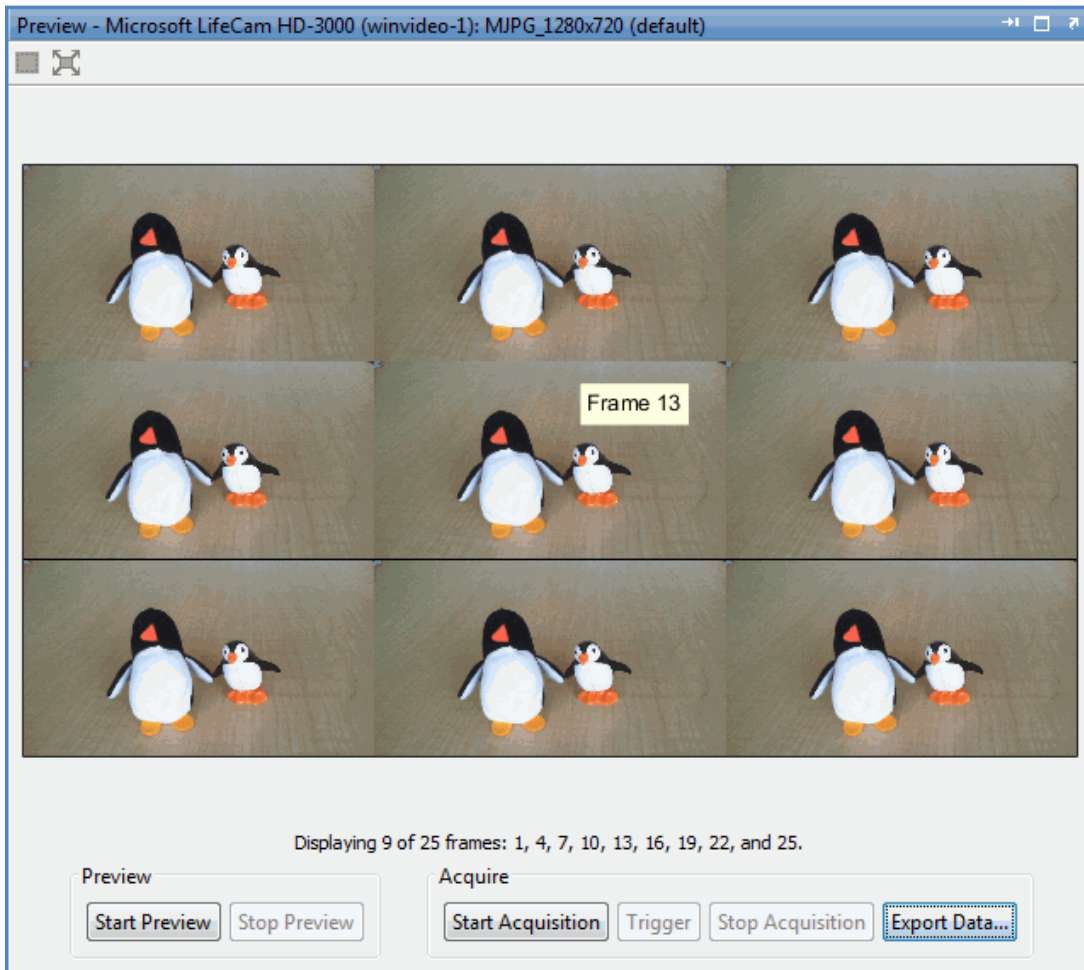 Preview - Microsoft LifeCam HD-3000 (winvideo-1): MJPG_1280x720 (default)
Frame 13
Displaying 9 of 25 frames: 1, 4, 7, 10, 13, 16, 19, 22, and 25.
Preview
Acquire
Start Preview Stop Preview Start Acquisition Trigger Stop Acquisition Export Data...